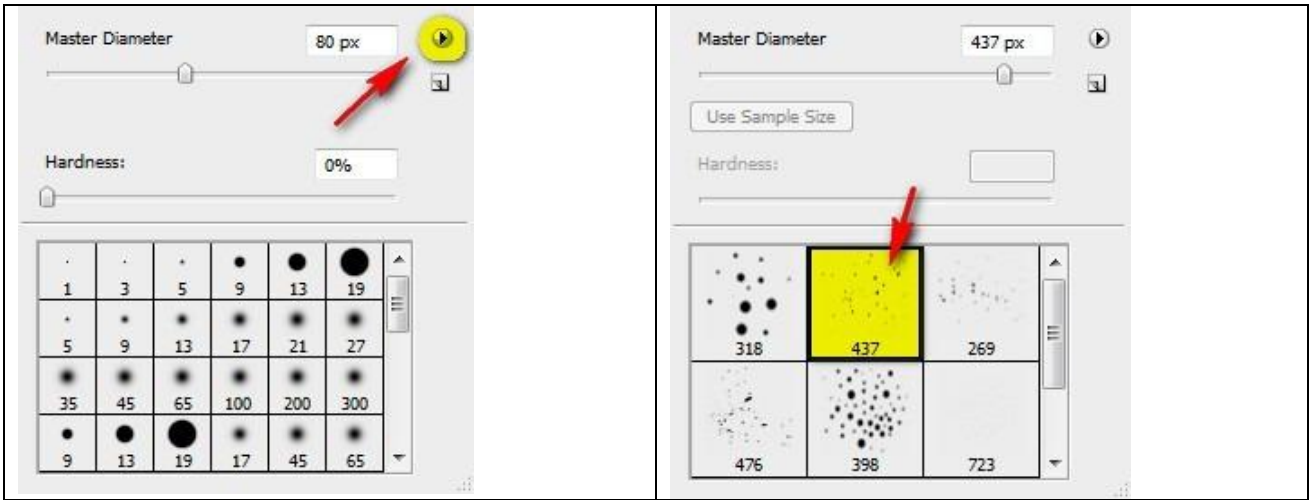 Master Diameter 80 px
Hardness: 0%
1 3 5 9 13 19
5 9 13 17 21 27
35 45 65 100 200 300
9 13 19 17 45 65
Master Diameter 437 px
Use Sample Size
Hardness:
318 437 269
476 398 723